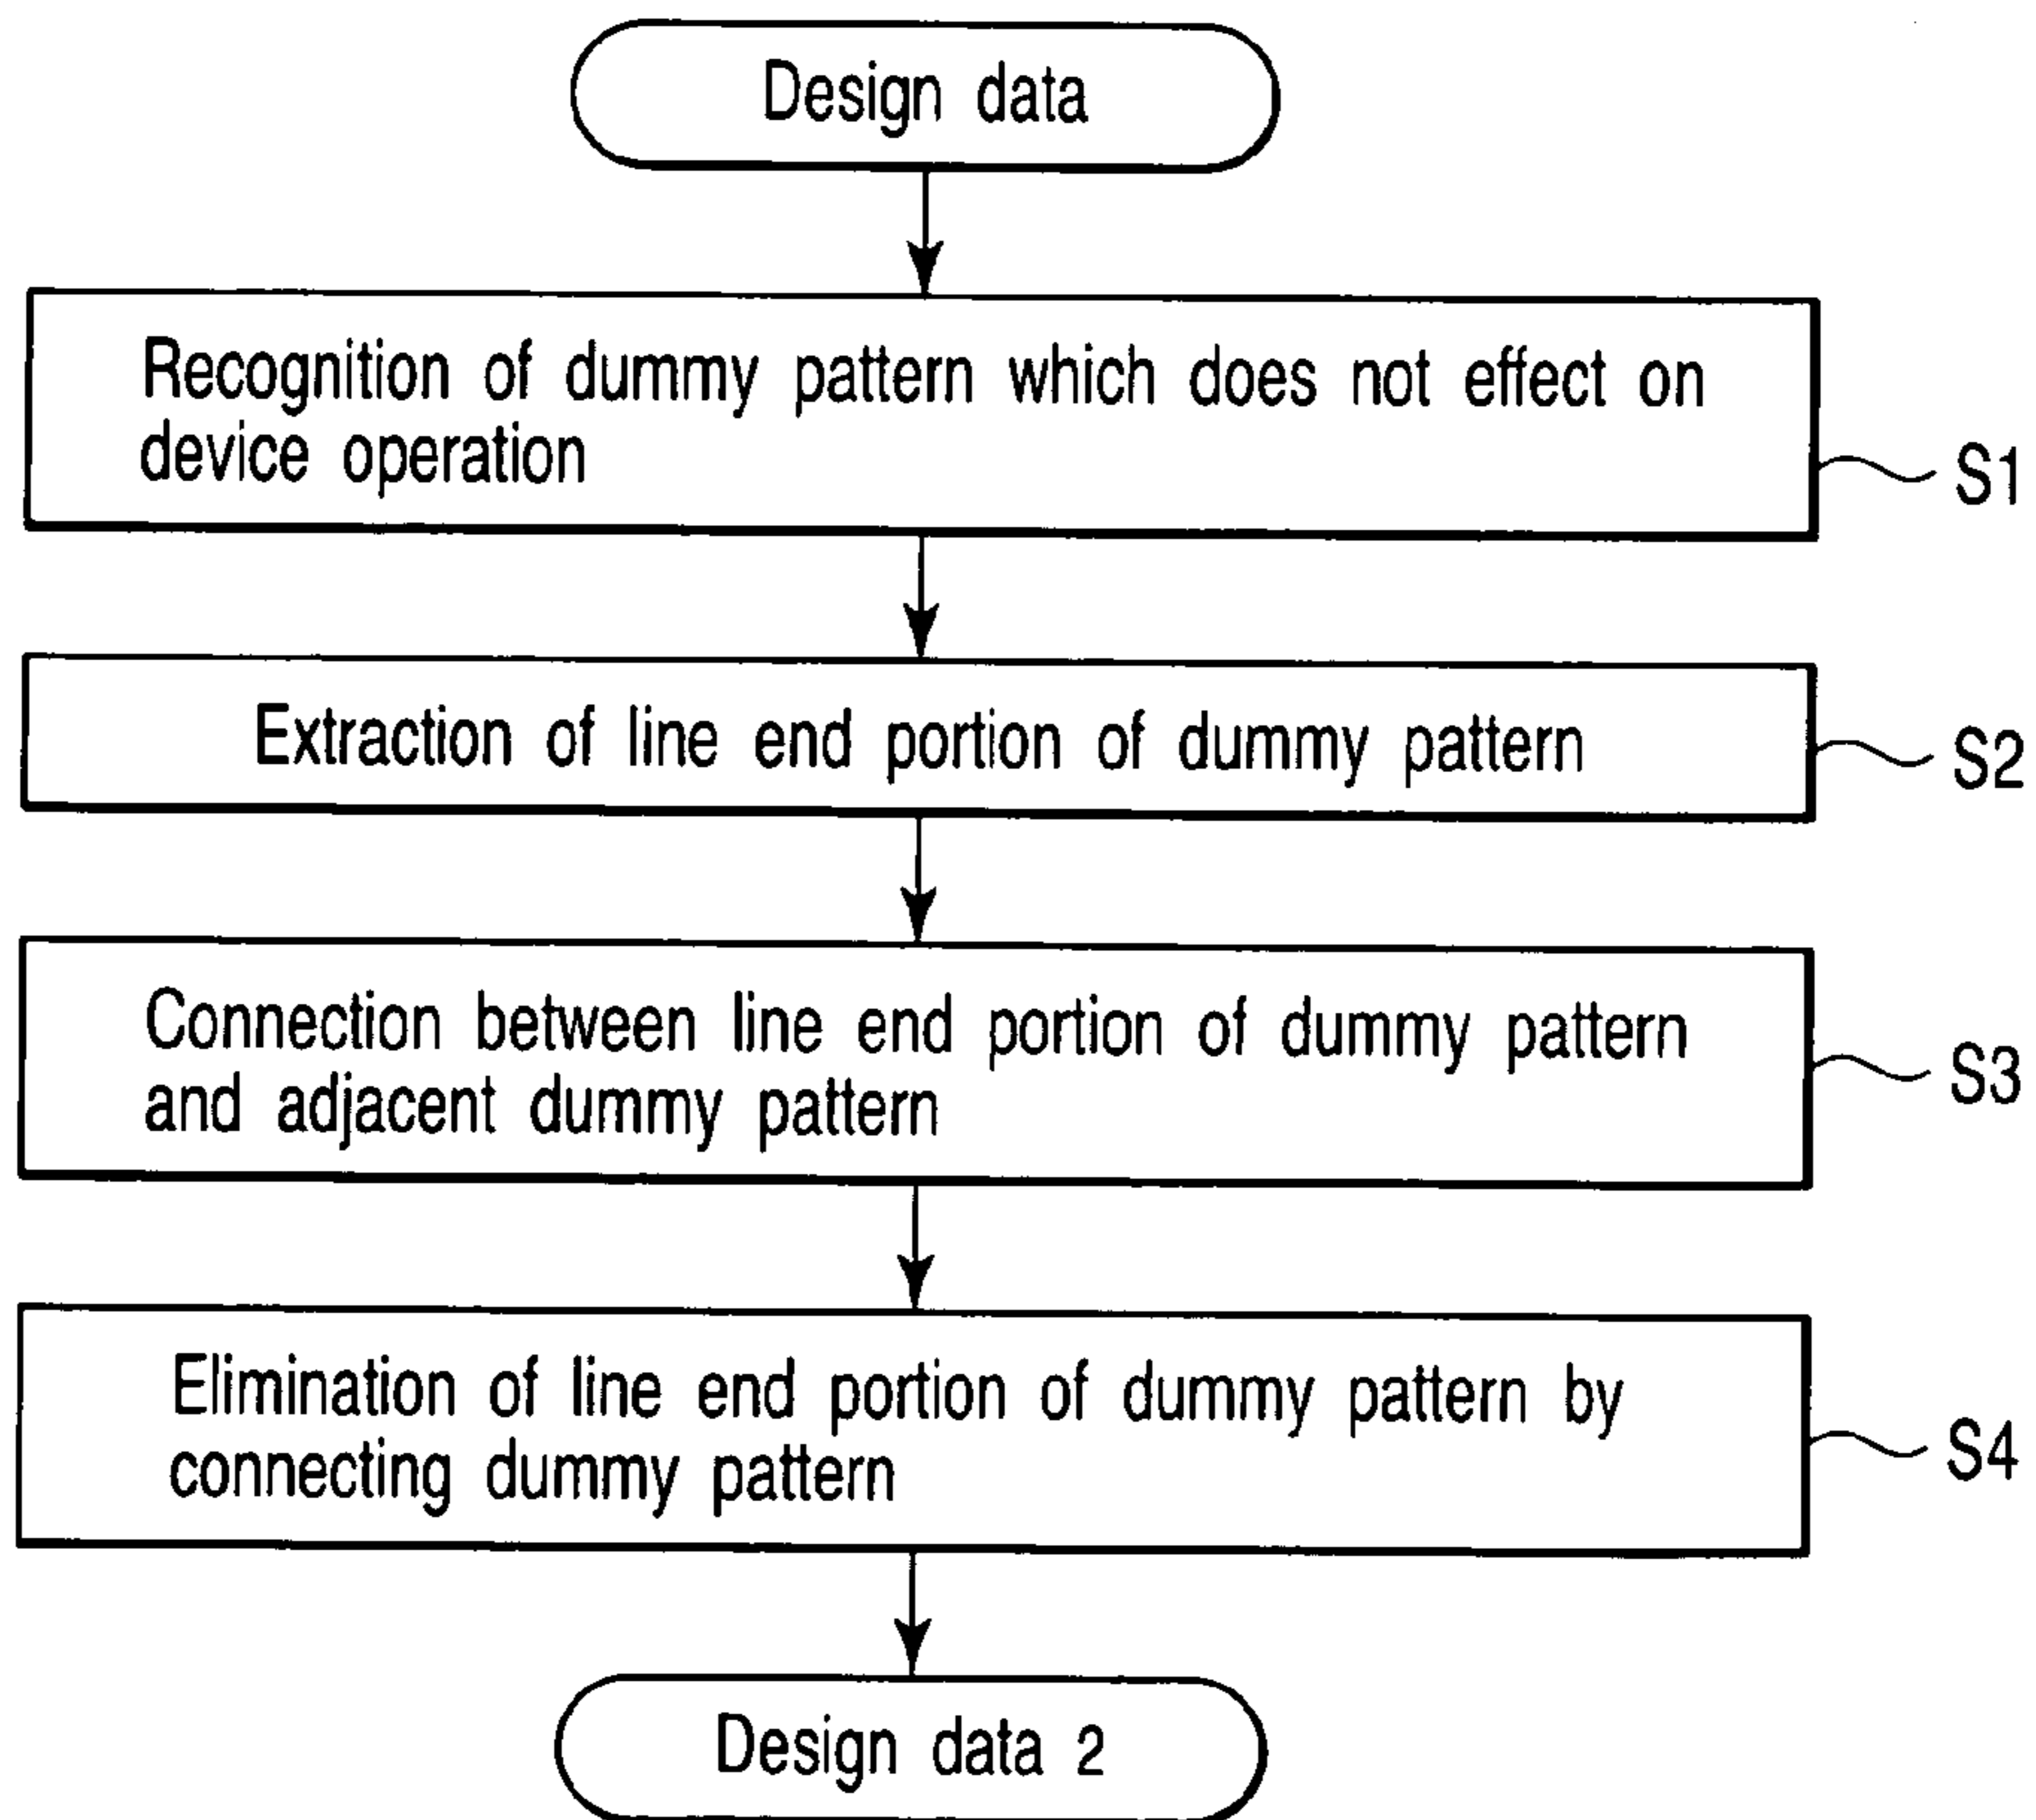 Design data
Recognition of dummy pattern which does not effect on
device operation
S1
Extraction of line end portion of dummy pattern
S2
Connection between line end portion of dummy pattern
and adjacent dummy pattern
S3
Elimination of line end portion of dummy pattern by
connecting dummy pattern
S4
Design data 2